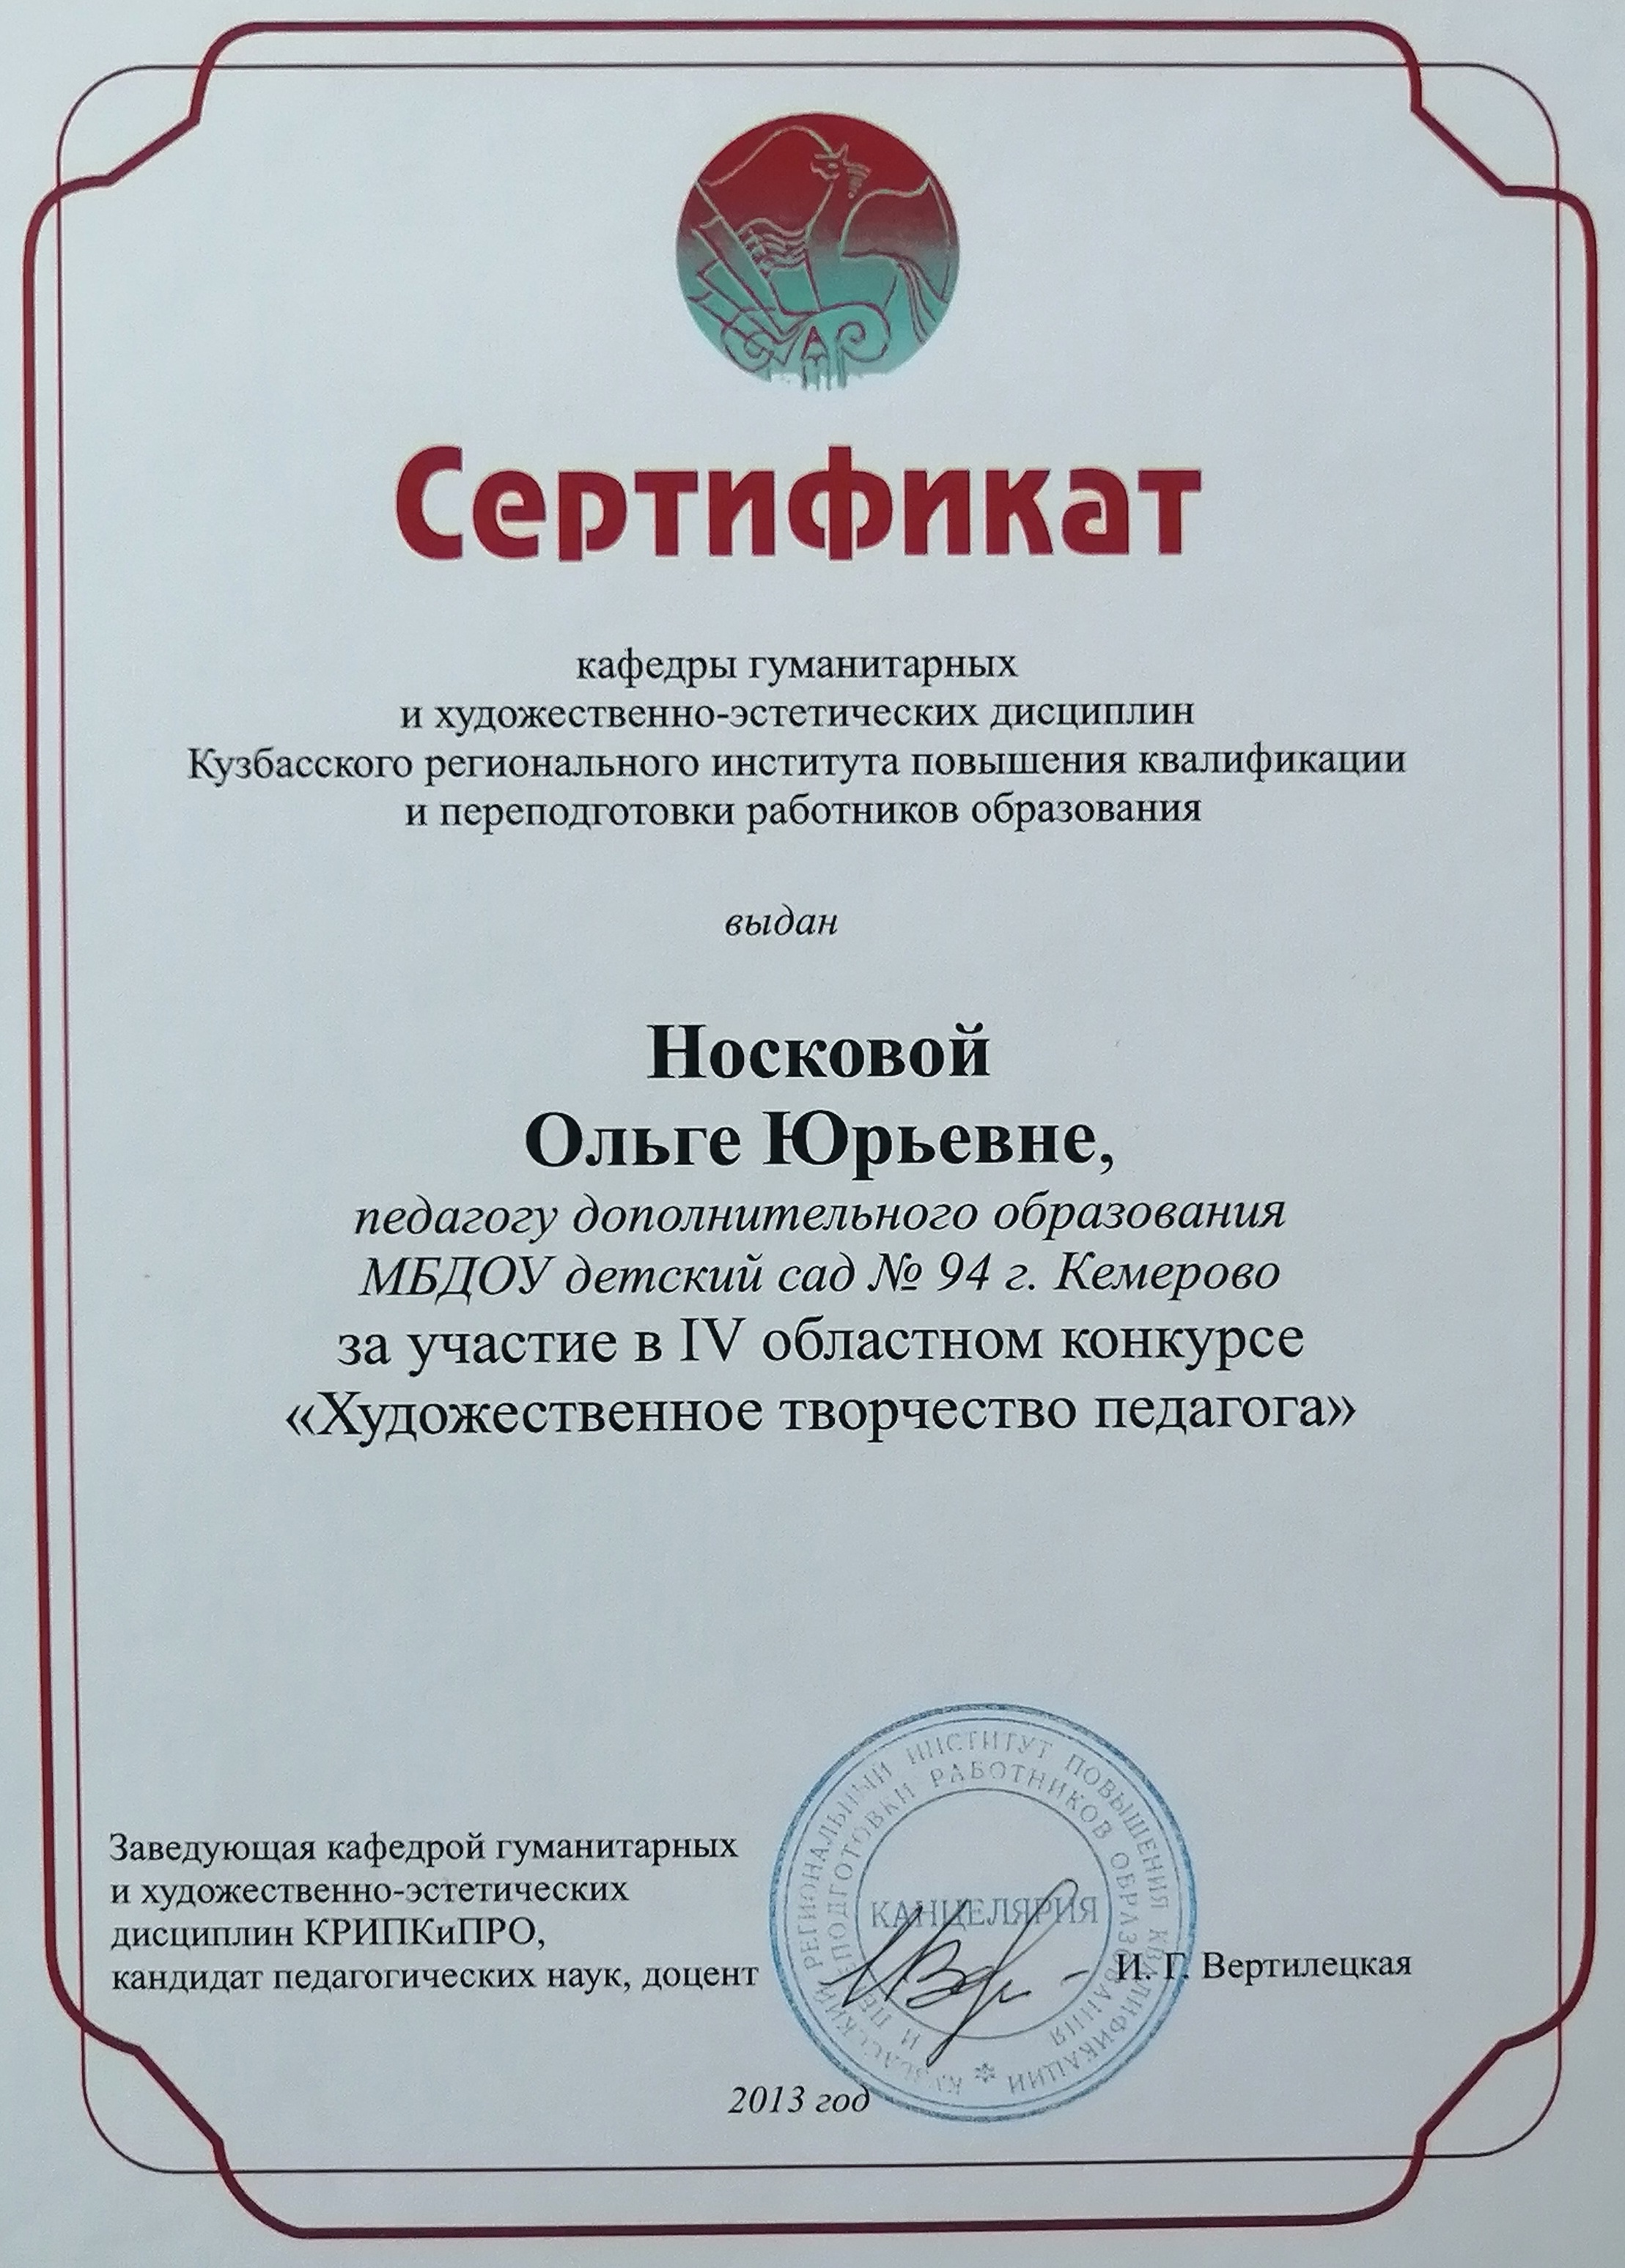 Сертификат
кафедры гуманитарных
и художественно-эстетических дисциплин
Кузбасского регионального института повышения квалификации
и переподготовки работников образования
выдан
Носковой
Ольге Юрьевне,
педагогу дополнительного образования
МБДОУ детский сад № 94 г. Кемерово
за участие в IV областном конкурсе
«Художественное творчество педагога»
Заведующая кафедрой гуманитарных
и художественно-эстетических
дисциплин КРИПКиПРО,
кандидат педагогических наук, доцент
КУЗБАССКИЙ РЕГИОНАЛЬНЫЙ ИНСТИТУТ ПОВЫШЕНИЯ КВАЛИФИКАЦИИ
И ПЕРЕПОДГОТОВКИ РАБОТНИКОВ ОБРАЗОВАНИЯ
КАНЦЕЛЯРИЯ
И. Г. Вертилецкая
2013 год